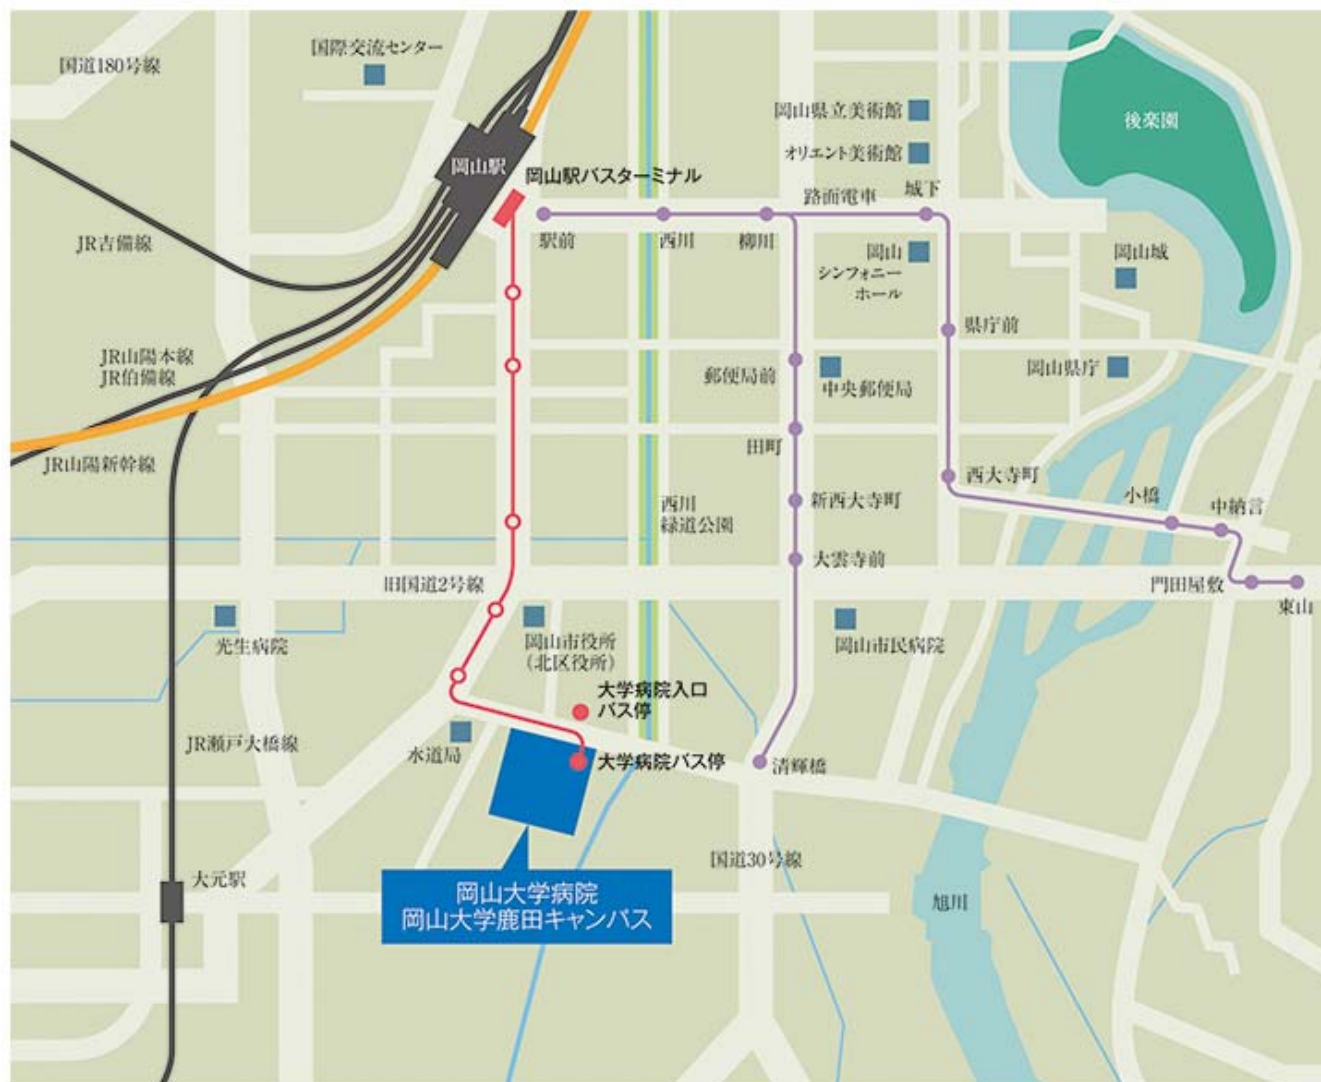 国道180号線
国際交流センター
岡山県立美術館
オリエント美術館
後楽園
岡山駅
岡山駅バスターミナル
路面電車
城下
JR吉備線
駅前
西川
柳川
岡山
シンフォニー
ホール
岡山城
県庁前
JR山陽本線
JR伯備線
郵便局前
中央郵便局
岡山県庁
JR山陽新幹線
田町
西大寺町
西川
緑道公園
新西大寺町
小橋
中納言
大雲寺前
旧国道2号線
門田屋敷
東山
光生病院
岡山市役所
(北区役所)
岡山市民病院
大学病院入口
バス停
JR瀬戸大橋線
水道局
大学病院バス停
清輝橋
国道30号線
大元駅
岡山大学病院
岡山大学鹿田キャンパス
旭川